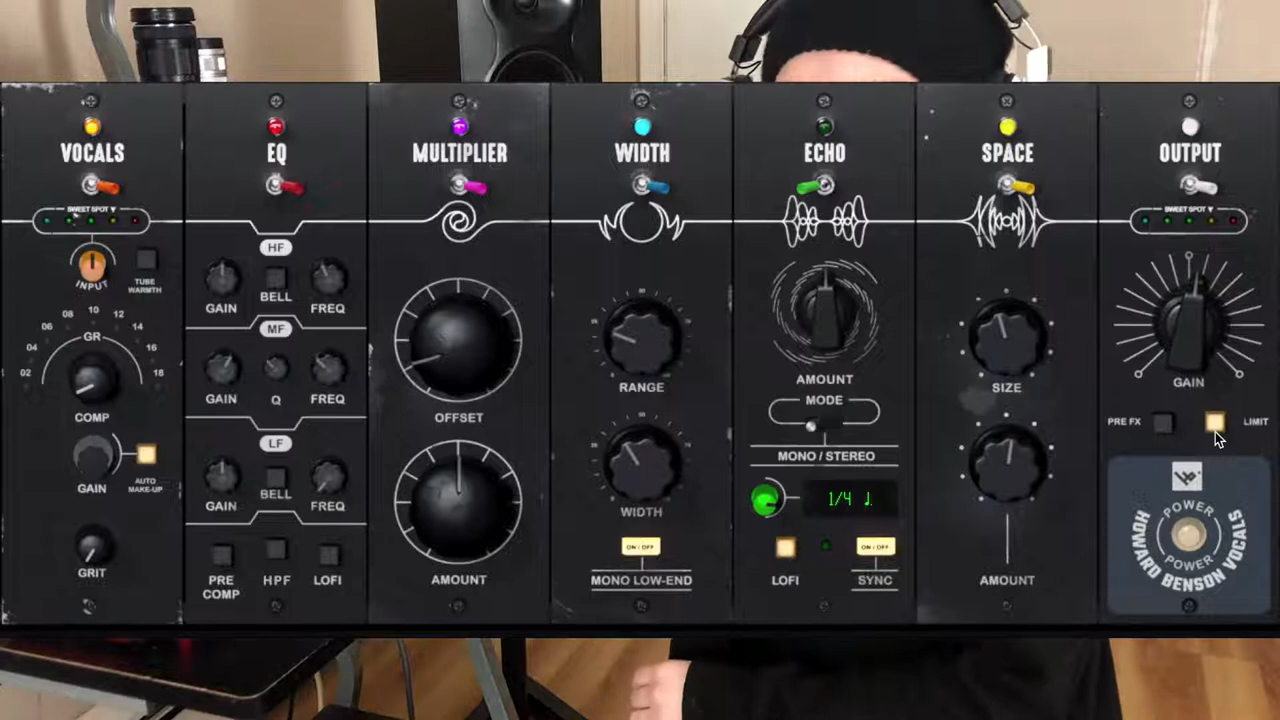 VOCALS
SWEET SPOT
INPUT
TUBE
WARMTH
02 04 06 08 10 12 14 16 18
GR
COMP
GAIN
AUTO
MAKE-UP
GRIT
EQ
HF
GAIN BELL FREQ
MF
GAIN Q FREQ
LF
GAIN BELL FREQ
PRE
COMP
HPF LOFI
MULTIPLIER
OFFSET
AMOUNT
WIDTH
RANGE
WIDTH
ON / OFF
MONO LOW-END
ECHO
AMOUNT
MODE
MONO / STEREO
1/4
LOFI
ON / OFF
SYNC
SPACE
SIZE
AMOUNT
OUTPUT
SWEET SPOT
GAIN
PRE FX LIMIT
POWER
POWER
HOWARD BENSON VOCALS